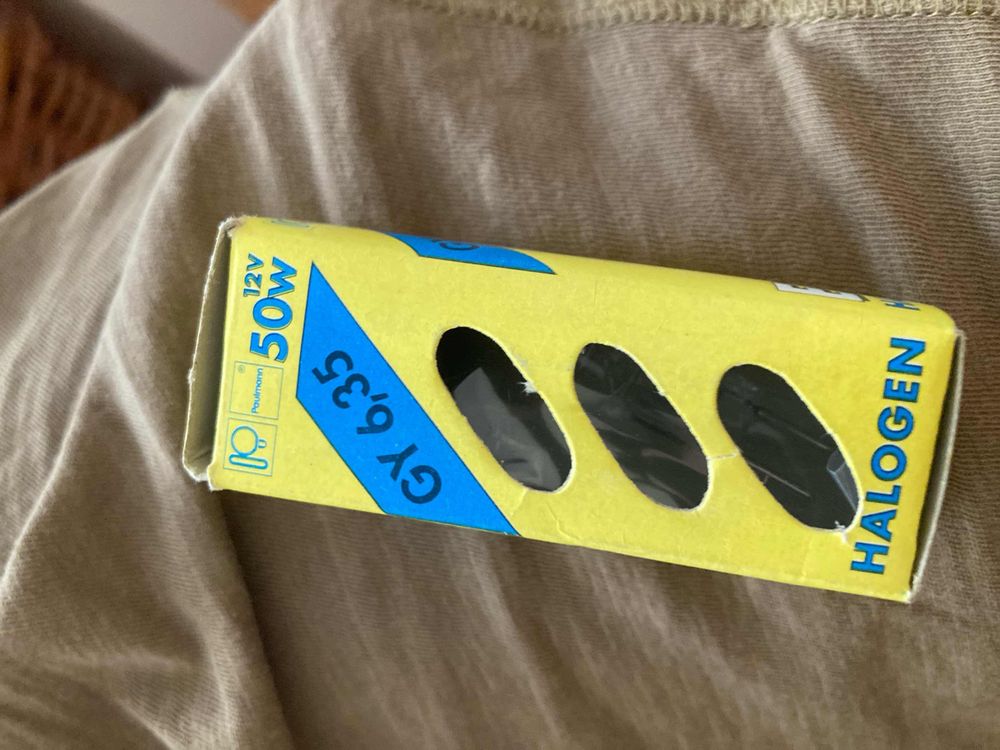 12V
50W
Paulmann®
GY 6,35
HALOGEN